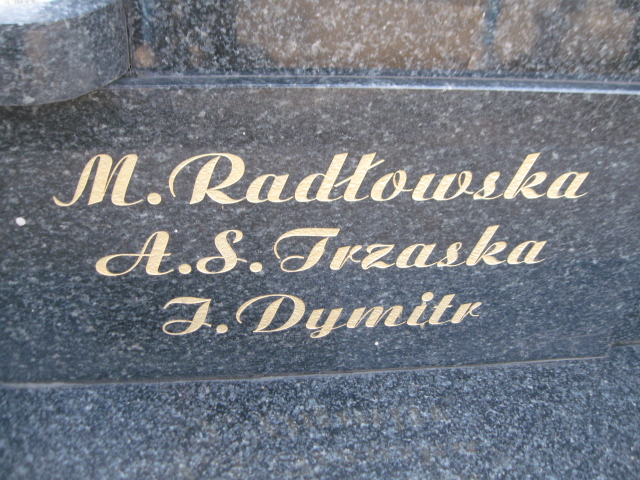 M. Radłowska
A.S. Trzaska
J. Dymitr